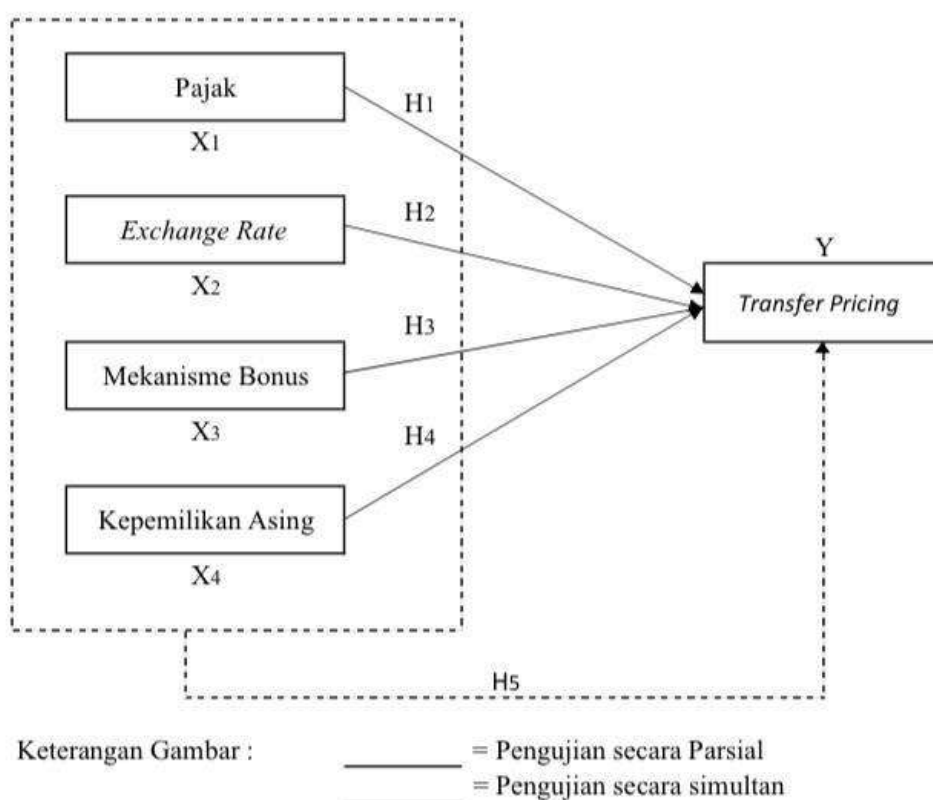 Pajak
X1
H1
Exchange Rate
X2
H2
Mekanisme Bonus
X3
H3
Kepemilikan Asing
X4
H4
Y
Transfer Pricing
H5
Keterangan Gambar :
= Pengujian secara Parsial
= Pengujian secara simultan